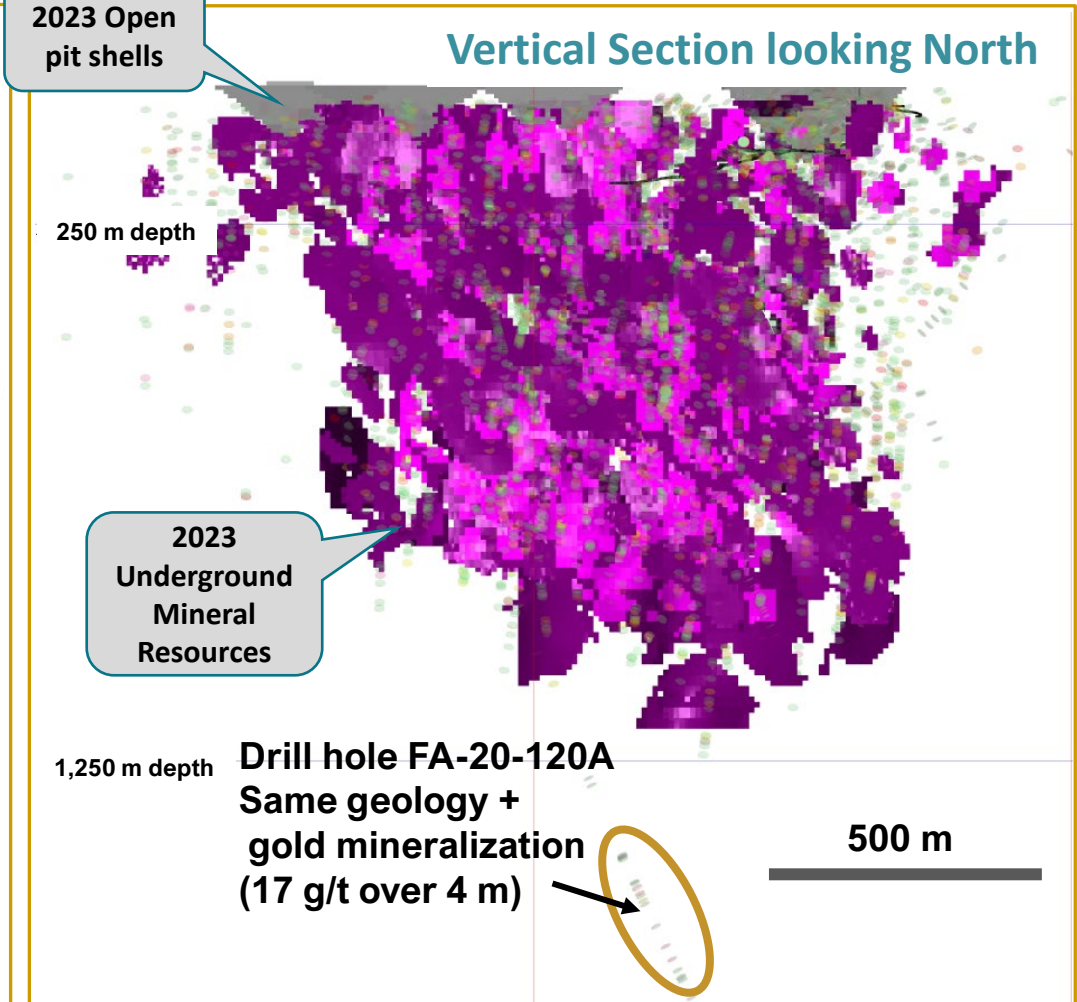 2023 Open
pit shells
Vertical Section looking North
250 m depth
2023
Underground
Mineral
Resources
1,250 m depth
Drill hole FA-20-120A
Same geology +
gold mineralization
(17 g/t over 4 m)
500 m